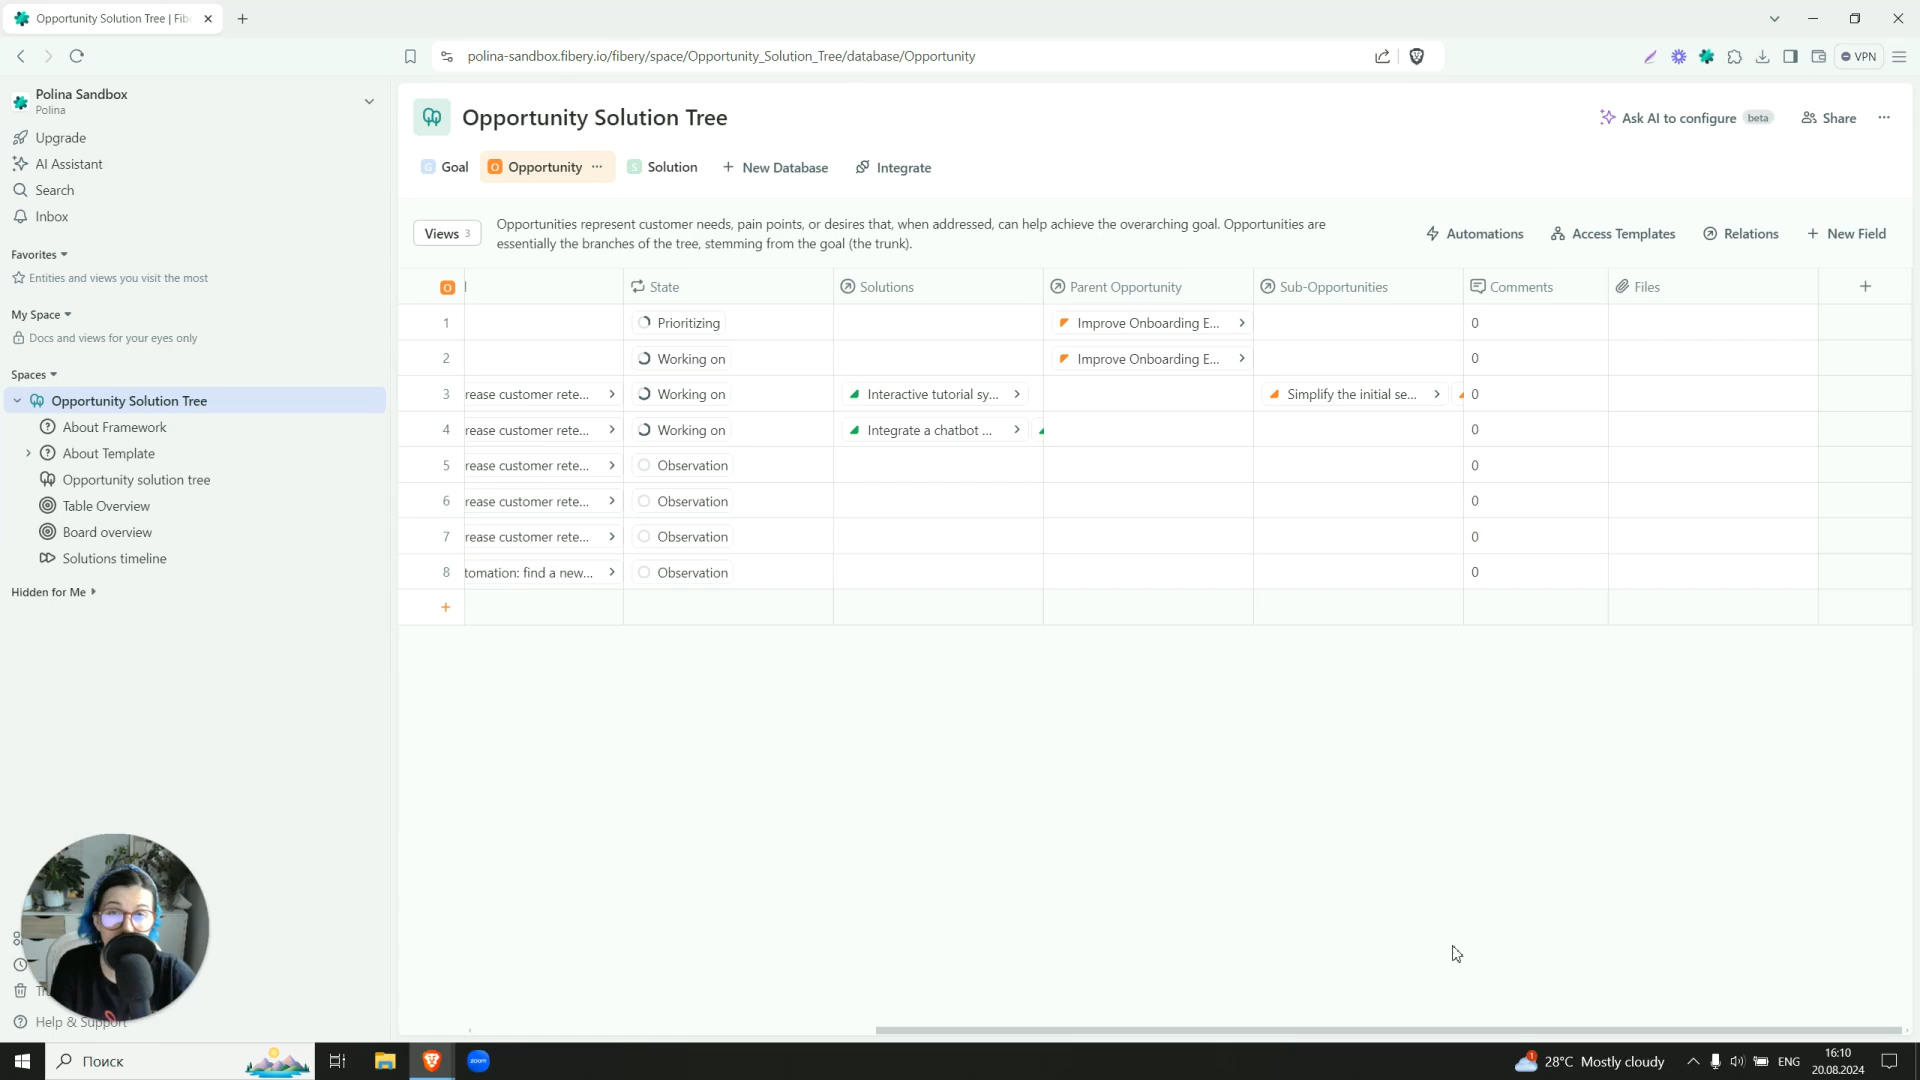 Opportunity Solution Tree | Fib
polina-sandbox.fibery.io/fibery/space/Opportunity_Solution_Tree/database/Opportunity
VPN
Polina Sandbox
Polina
Upgrade
AI Assistant
Search
Inbox
Favorites
Entities and views you visit the most
My Space
Docs and views for your eyes only
Spaces
Opportunity Solution Tree
About Framework
About Template
Opportunity solution tree
Table Overview
Board overview
Solutions timeline
Hidden for Me
Help & Support
Opportunity Solution Tree
Ask AI to configure beta
Share
G Goal
O Opportunity
S Solution
New Database
Integrate
Views 3
Opportunities represent customer needs, pain points, or desires that, when addressed, can help achieve the overarching goal. Opportunities are
essentially the branches of the tree, stemming from the goal (the trunk).
Automations
Access Templates
Relations
New Field
O State Solutions Parent Opportunity Sub-Opportunities Comments Files
1 Prioritizing Improve Onboarding E... 0
2 Working on Improve Onboarding E... 0
3 rease customer rete... Working on Interactive tutorial sy... Simplify the initial se... 0
4 rease customer rete... Working on Integrate a chatbot ... 0
5 rease customer rete... Observation 0
6 rease customer rete... Observation 0
7 rease customer rete... Observation 0
8 tomation: find a new... Observation 0
Поиск
zoom
1
28°C Mostly cloudy
ENG
16:10
20.08.2024